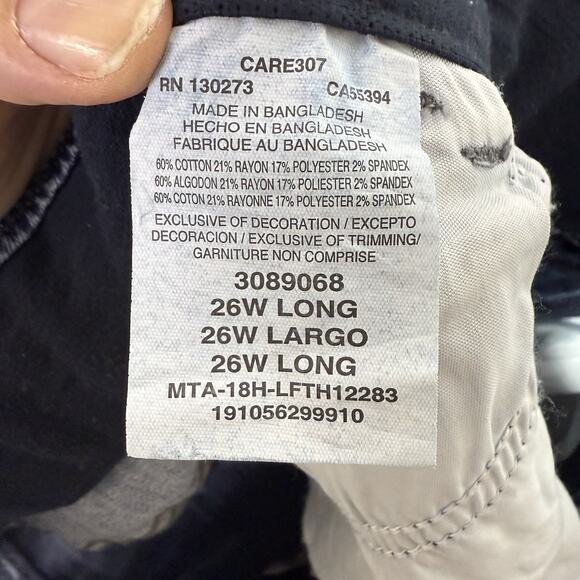 CARE307
RN 130273 CA55394
MADE IN BANGLADESH
HECHO EN BANGLADESH
FABRIQUE AU BANGLADESH
60% COTTON 21% RAYON 17% POLYESTER 2% SPANDEX
60% ALGODON 21% RAYON 17% POLYESTER 2% SPANDEX
60% COTON 21% RAYONNE 17% POLYESTER 2% SPANDEX
EXCLUSIVE OF DECORATION / EXCEPTO
DECORACION / EXCLUSIVE OF TRIMMING/
GARNITURE NON COMPRISE
3089068
26W LONG
26W LARGO
26W LONG
MTA-18H-LFTH12283
191056299910